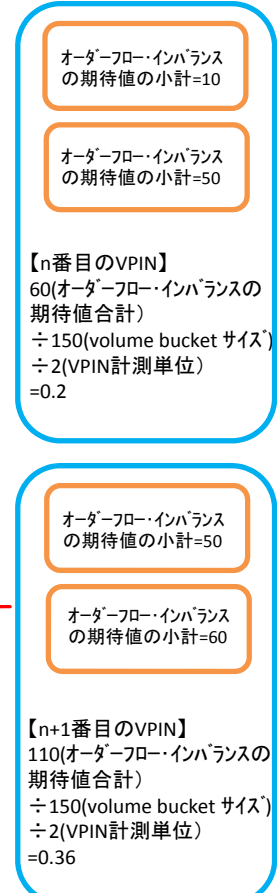 オーダーフロー・インバランス
の期待値の小計=10
オーダーフロー・インバランス
の期待値の小計=50
【n番目のVPIN】
60(オーダーフロー・インバランスの
期待値合計）
÷150(volume bucket サイズ)
÷2(VPIN計測単位）
=0.2
オーダーフロー・インバランス
の期待値の小計=50
オーダーフロー・インバランス
の期待値の小計=60
【n+1番目のVPIN】
110(オーダーフロー・インバランスの
期待値合計）
÷150(volume bucket サイズ)
÷2(VPIN計測単位）
=0.36